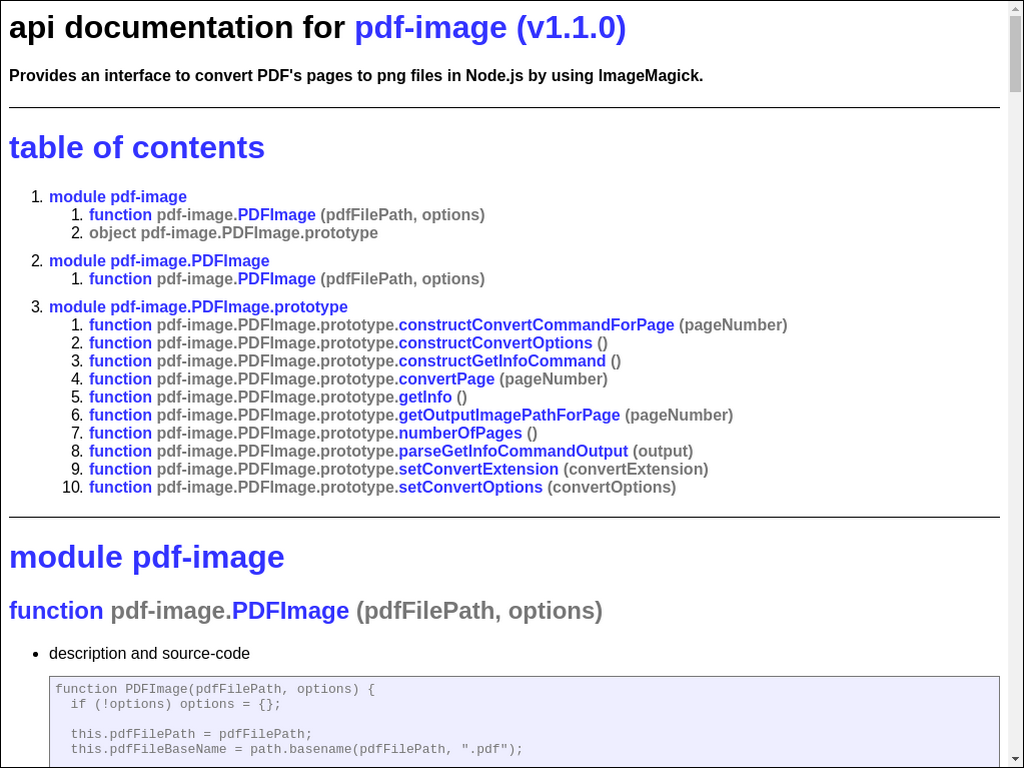 api documentation for pdf-image (v1.1.0)
Provides an interface to convert PDF's pages to png files in Node.js by using ImageMagick.
table of contents
1. module pdf-image
1. function pdf-image.PDFImage (pdfFilePath, options)
2. object pdf-image.PDFImage.prototype
2. module pdf-image.PDFImage
1. function pdf-image.PDFImage (pdfFilePath, options)
3. module pdf-image.PDFImage.prototype
1. function pdf-image.PDFImage.prototype.constructConvertCommandForPage (pageNumber)
2. function pdf-image.PDFImage.prototype.constructConvertOptions ()
3. function pdf-image.PDFImage.prototype.constructGetInfoCommand ()
4. function pdf-image.PDFImage.prototype.convertPage (pageNumber)
5. function pdf-image.PDFImage.prototype.getInfo ()
6. function pdf-image.PDFImage.prototype.getOutputImagePathForPage (pageNumber)
7. function pdf-image.PDFImage.prototype.numberOfPages ()
8. function pdf-image.PDFImage.prototype.parseGetInfoCommandOutput (output)
9. function pdf-image.PDFImage.prototype.setConvertExtension (convertExtension)
10. function pdf-image.PDFImage.prototype.setConvertOptions (convertOptions)
module pdf-image
function pdf-image.PDFImage (pdfFilePath, options)
• description and source-code
function PDFImage(pdfFilePath, options) {
  if (!options) options = {};
  this.pdfFilePath = pdfFilePath;
  this.pdfFileBaseName = path.basename(pdfFilePath, ".pdf");